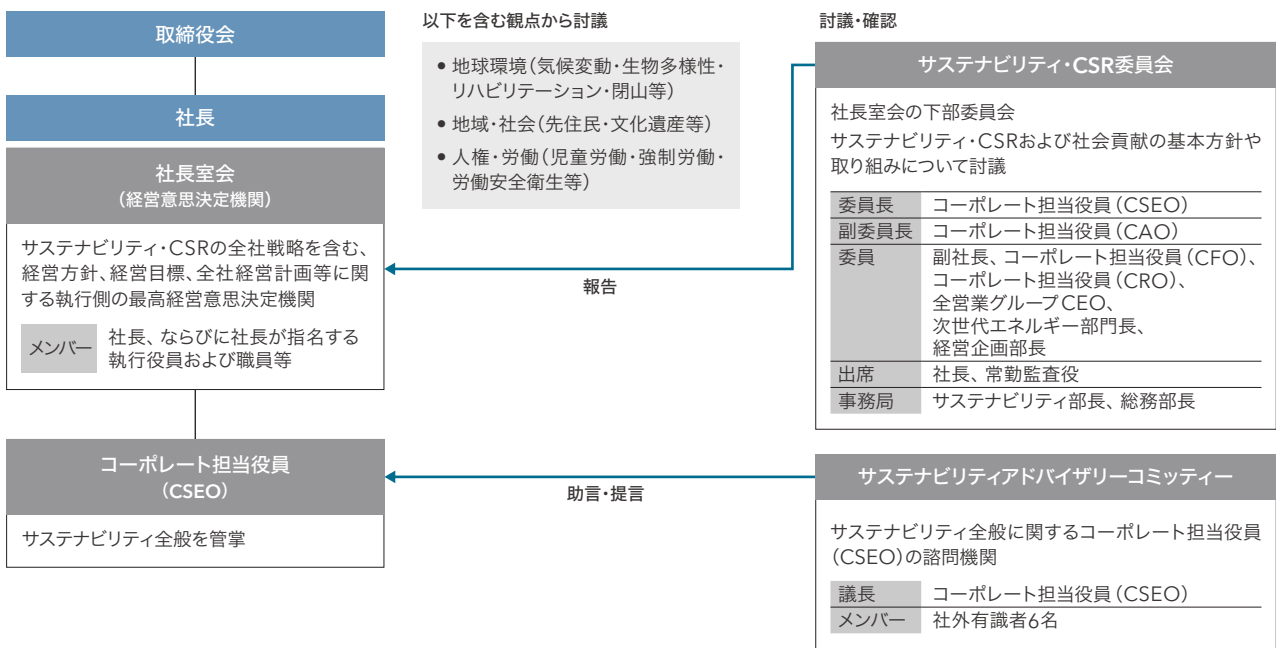 取締役会
社長
社長室会
（経営意思決定機関）
サステナビリティ・CSRの全社戦略を含む、
経営方針、経営目標、全社経営計画等に関
する執行側の最高経営意思決定機関
メンバー 社長、ならびに社長が指名する
執行役員および職員等
コーポレート担当役員
（CSEO）
サステナビリティ全般を管掌
以下を含む観点から討議
● 地球環境（気候変動・生物多様性・
リハビリテーション・閉山等）
● 地域・社会（先住民・文化遺産等）
● 人権・労働（児童労働・強制労働・
労働安全衛生等）
報告
助言・提言
討議・確認
サステナビリティ・CSR委員会
社長室会の下部委員会
サステナビリティ・CSRおよび社会貢献の基本方針や
取り組みについて討議
委員長 コーポレート担当役員（CSEO）
副委員長 コーポレート担当役員（CAO）
委員 副社長、コーポレート担当役員（CFO）、
コーポレート担当役員（CRO）、
全営業グループCEO、
次世代エネルギー部門長、
経営企画部長
出席 社長、常勤監査役
事務局 サステナビリティ部長、総務部長
サステナビリティアドバイザリーコミッティー
サステナビリティ全般に関するコーポレート担当役員
（CSEO）の諮問機関
議長 コーポレート担当役員（CSEO）
メンバー 社外有識者6名